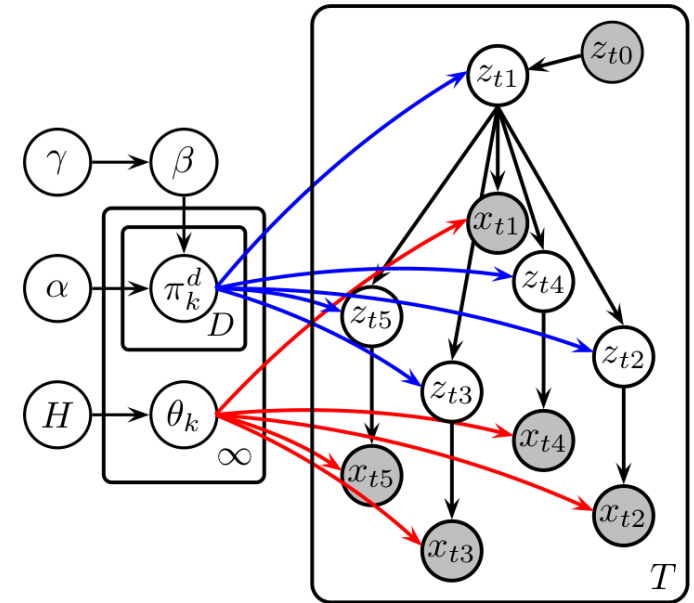 z_{t0}
z_{t1}
γ
β
x_{t1}
α
π_k^d
z_{t4}
D
z_{t5}
z_{t2}
z_{t3}
H
θ_k
x_{t4}
∞
x_{t5}
x_{t2}
x_{t3}
T